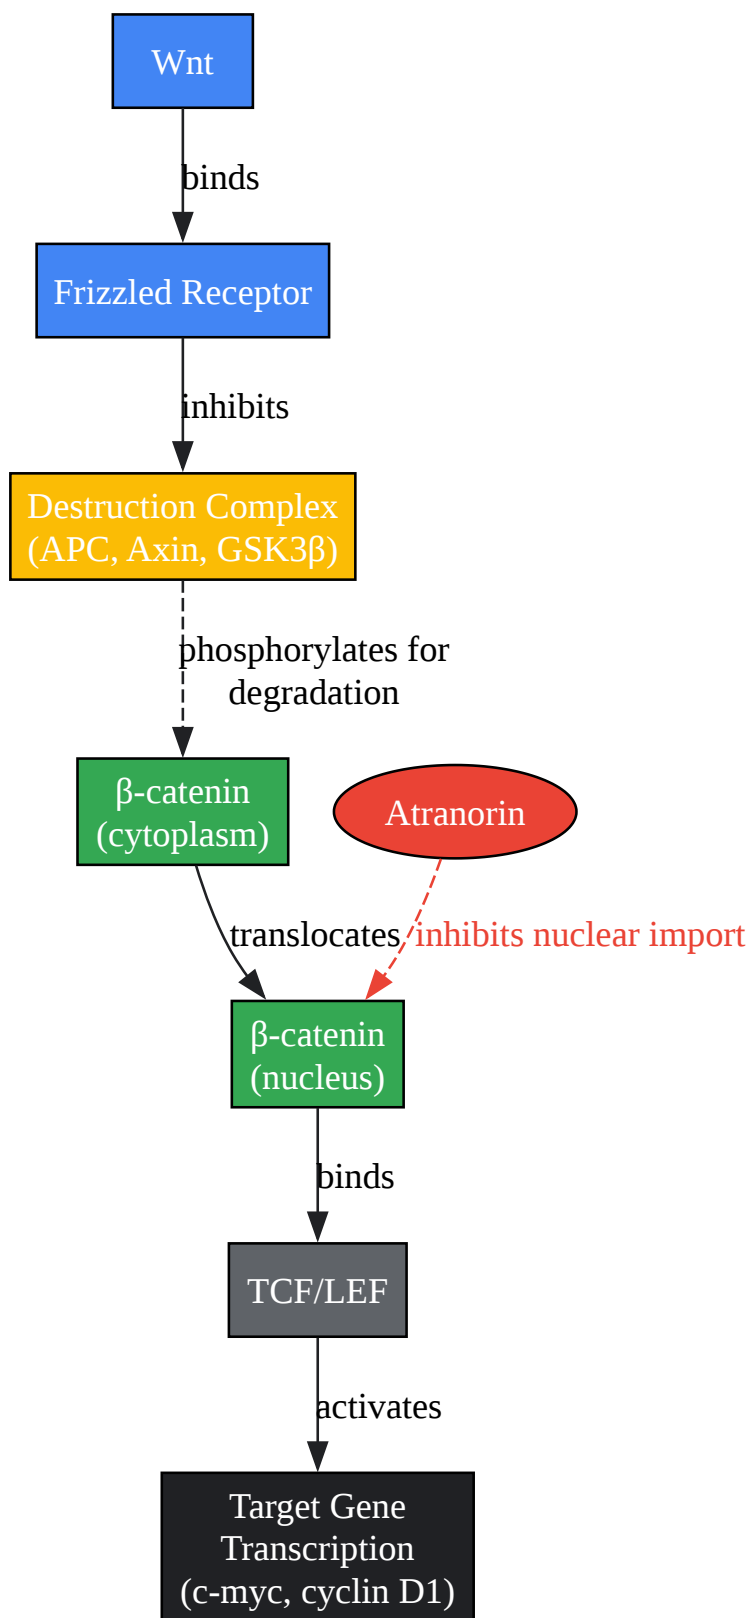 Wnt
binds
Frizzled Receptor
inhibits
Destruction Complex
(APC, Axin, GSK3β)
phosphorylates for
degradation
β-catenin
(cytoplasm)
Atranorin
translocates
inhibits nuclear import
β-catenin
(nucleus)
binds
TCF/LEF
activates
Target Gene
Transcription
(c-myc, cyclin D1)